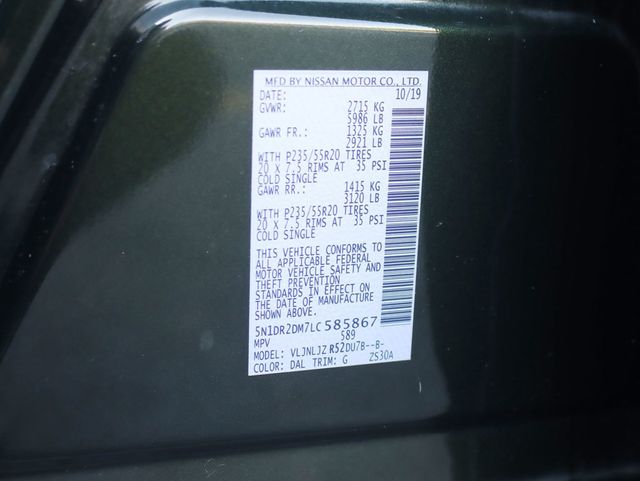 MFD BY NISSAN MOTOR CO., LTD.
DATE: 10/19
GVWR: 2715 KG
5986 LB
GAWR FR.: 1325 KG
2921 LB
WITH P235/55R20 TIRES
20 X 7.5 RIMS AT 35 PSI
COLD SINGLE
GAWR RR.: 1415 KG
3120 LB
WITH P235/55R20 TIRES
20 X 7.5 RIMS AT 35 PSI
COLD SINGLE
THIS VEHICLE CONFORMS TO
ALL APPLICABLE FEDERAL
MOTOR VEHICLE SAFETY AND
THEFT PREVENTION
STANDARDS IN EFFECT ON
THE DATE OF MANUFACTURE
SHOWN ABOVE.
5N1DR2DM7LC585867
MPV 589
MODEL: VLJNLJZ R52DU7B--B-
COLOR: DAL TRIM: G ZS30A